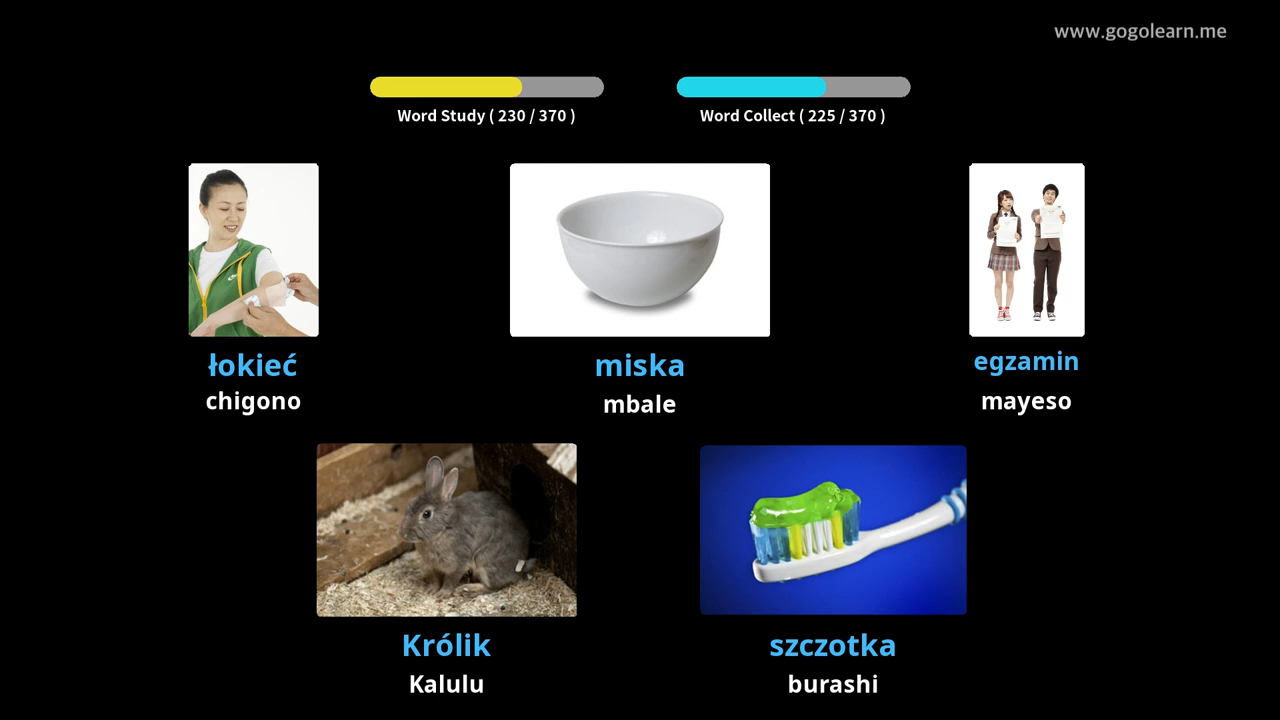 www.gogolearn.me
Word Study ( 230 / 370 )
Word Collect ( 225 / 370 )
łokieć
chigono
miska
mbale
egzamin
mayeso
Królik
Kalulu
szczotka
burashi